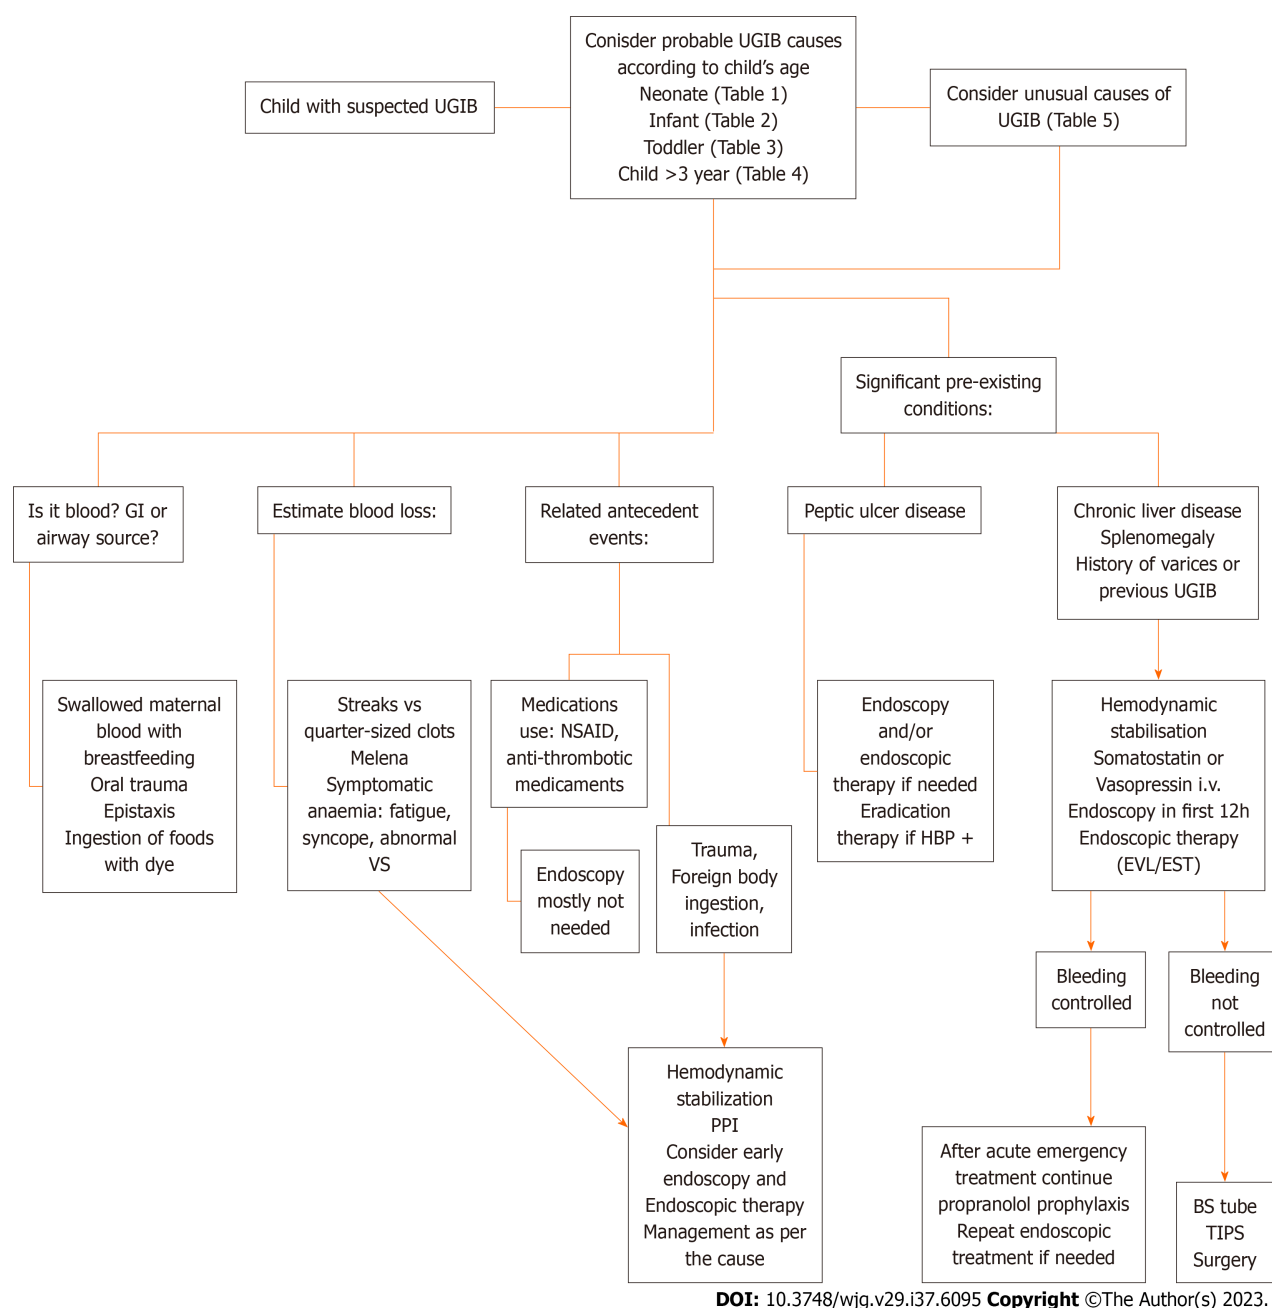 Conisder probable UGIB causes
according to child's age
Neonate (Table 1)
Infant (Table 2)
Toddler (Table 3)
Child >3 year (Table 4)
Child with suspected UGIB
Consider unusual causes of
UGIB (Table 5)
Significant pre-existing
conditions:
Is it blood? GI or
airway source?
Estimate blood loss:
Related antecedent
events:
Peptic ulcer disease
Chronic liver disease
Splenomegaly
History of varices or
previous UGIB
Swallowed maternal
blood with
breastfeeding
Oral trauma
Epistaxis
Ingestion of foods
with dye
Streaks vs
quarter-sized clots
Melena
Symptomatic
anaemia: fatigue,
syncope, abnormal
VS
Medications
use: NSAID,
anti-thrombotic
medicaments
Endoscopy
mostly not
needed
Trauma,
Foreign body
ingestion,
infection
Endoscopy
and/or
endoscopic
therapy if needed
Eradication
therapy if HBP +
Hemodynamic
stabilisation
Somatostatin or
Vasopressin i.v.
Endoscopy in first 12h
Endoscopic therapy
(EVL/EST)
Bleeding
controlled
Bleeding
not
controlled
Hemodynamic
stabilization
PPI
Consider early
endoscopy and
Endoscopic therapy
Management as per
the cause
After acute emergency
treatment continue
propranolol prophylaxis
Repeat endoscopic
treatment if needed
BS tube
TIPS
Surgery
DOI: 10.3748/wjg.v29.i37.6095 Copyright ©The Author(s) 2023.